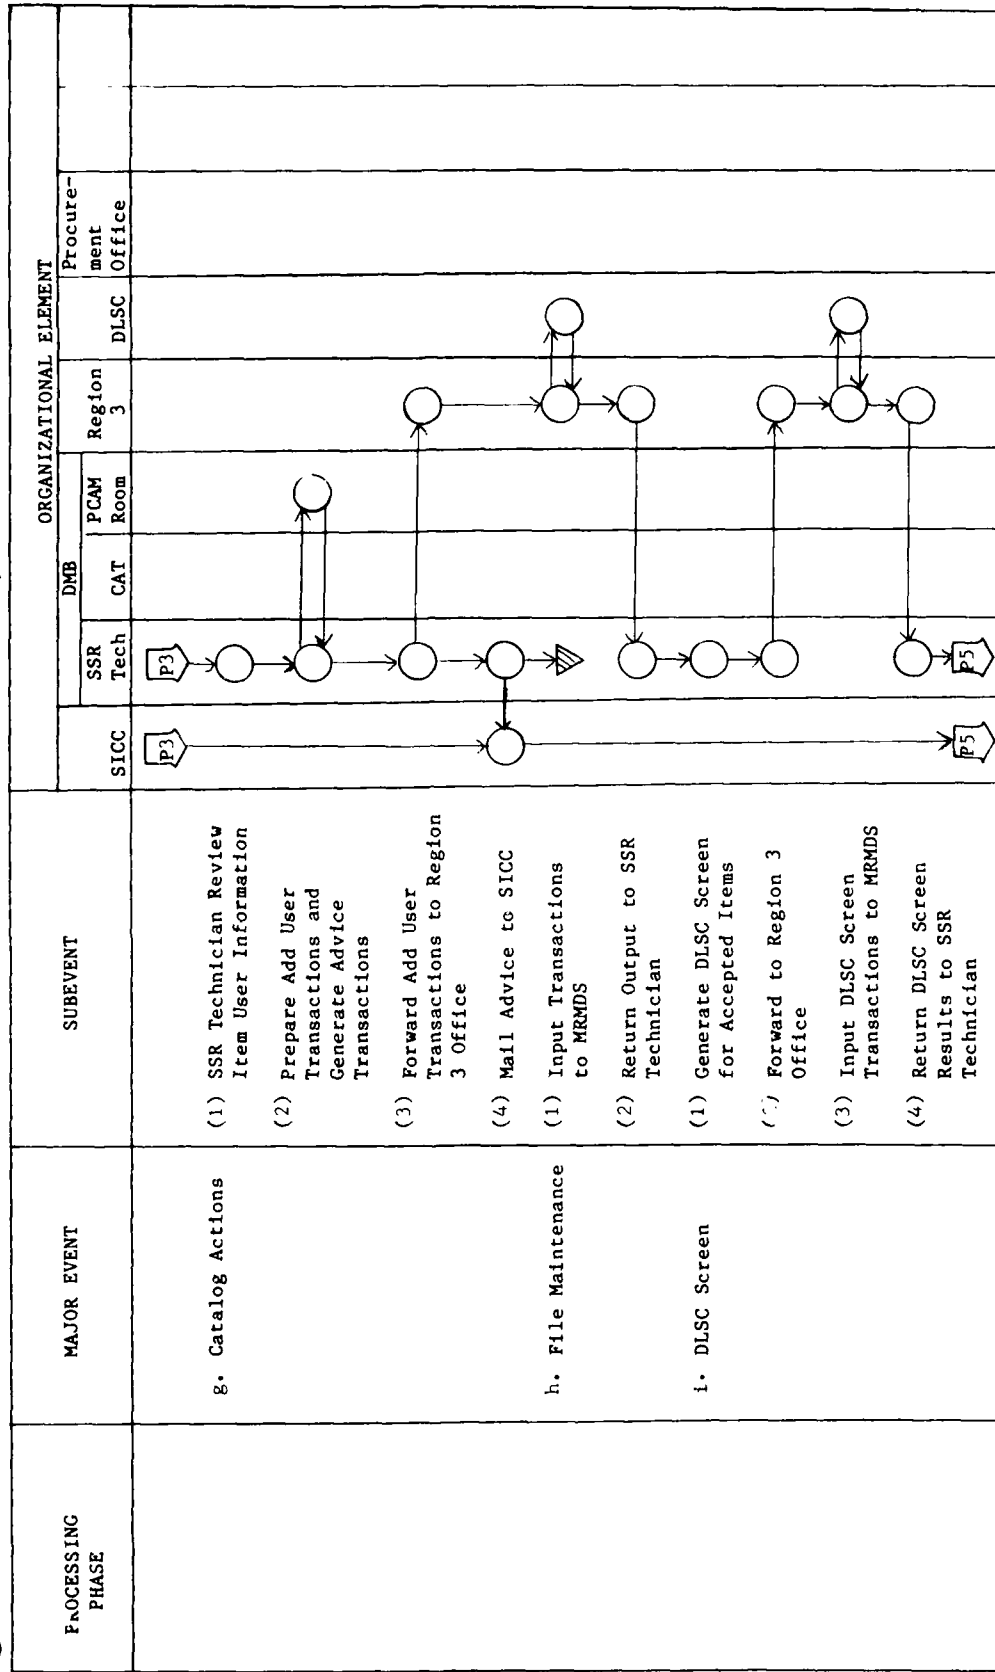 ORGANIZATIONAL ELEMENT
PROCESSING
PHASE
MAJOR EVENT
SUBEVENT
SICC
DMB
SSR
Tech
CAT
PCAM
Room
Region
3
DLSC
Procure-
ment
Office
P3
P3
g. Catalog Actions
(1) SSR Technician Review
Item User Information
(2) Prepare Add User
Transactions and
Generate Advice
Transactions
(3) Forward Add User
Transactions to Region
3 Office
(4) Mail Advice to SICC
h. File Maintenance
(1) Input Transactions
to MRMDS
(2) Return Output to SSR
Technician
i. DLSC Screen
(1) Generate DLSC Screen
for Accepted Items
Forward to Region 3
Office
(3) Input DLSC Screen
Transactions to MRMDS
(4) Return DLSC Screen
Results to SSR
Technician
P5
P5